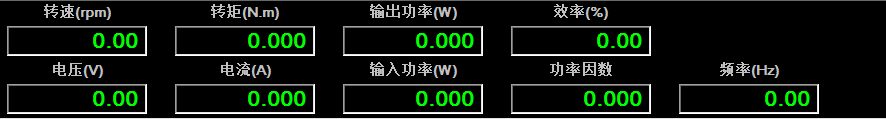 转速(rpm) 转矩(N.m) 输出功率(W) 效率(%)
0.00 0.000 0.000 0.00
电压(V) 电流(A) 输入功率(W) 功率因数 频率(Hz)
0.00 0.000 0.000 0.000 0.00